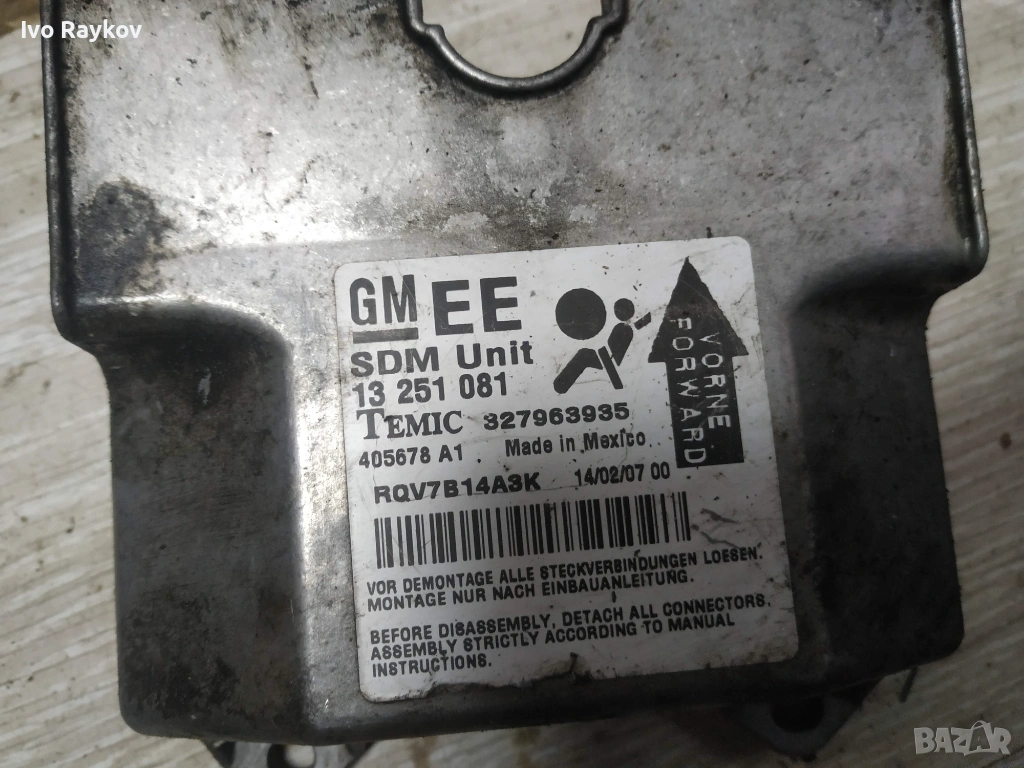 Ivo Raykov
GM EE
SDM Unit
13 251 081
TEMIC 327963935
405678 A1 Made in Mexico
RQV7B14A3K 14/02/07 00
VORNE
FORWARD
VOR DEMONTAGE ALLE STECKVERBINDUNGEN LOESEN.
MONTAGE NUR NACH EINBAUANLEITUNG.
BEFORE DISASSEMBLY, DETACH ALL CONNECTORS.
ASSEMBLY STRICTLY ACCORDING TO MANUAL
INSTRUCTIONS.
BAZAR